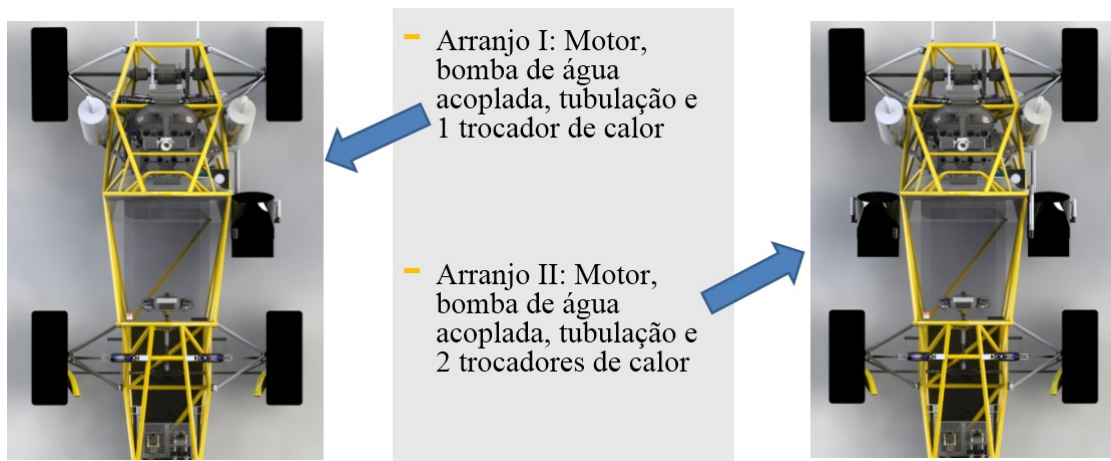 - Arranjo I: Motor,
bomba de água
acoplada, tubulação e
1 trocador de calor
- Arranjo II: Motor,
bomba de água
acoplada, tubulação e
2 trocadores de calor